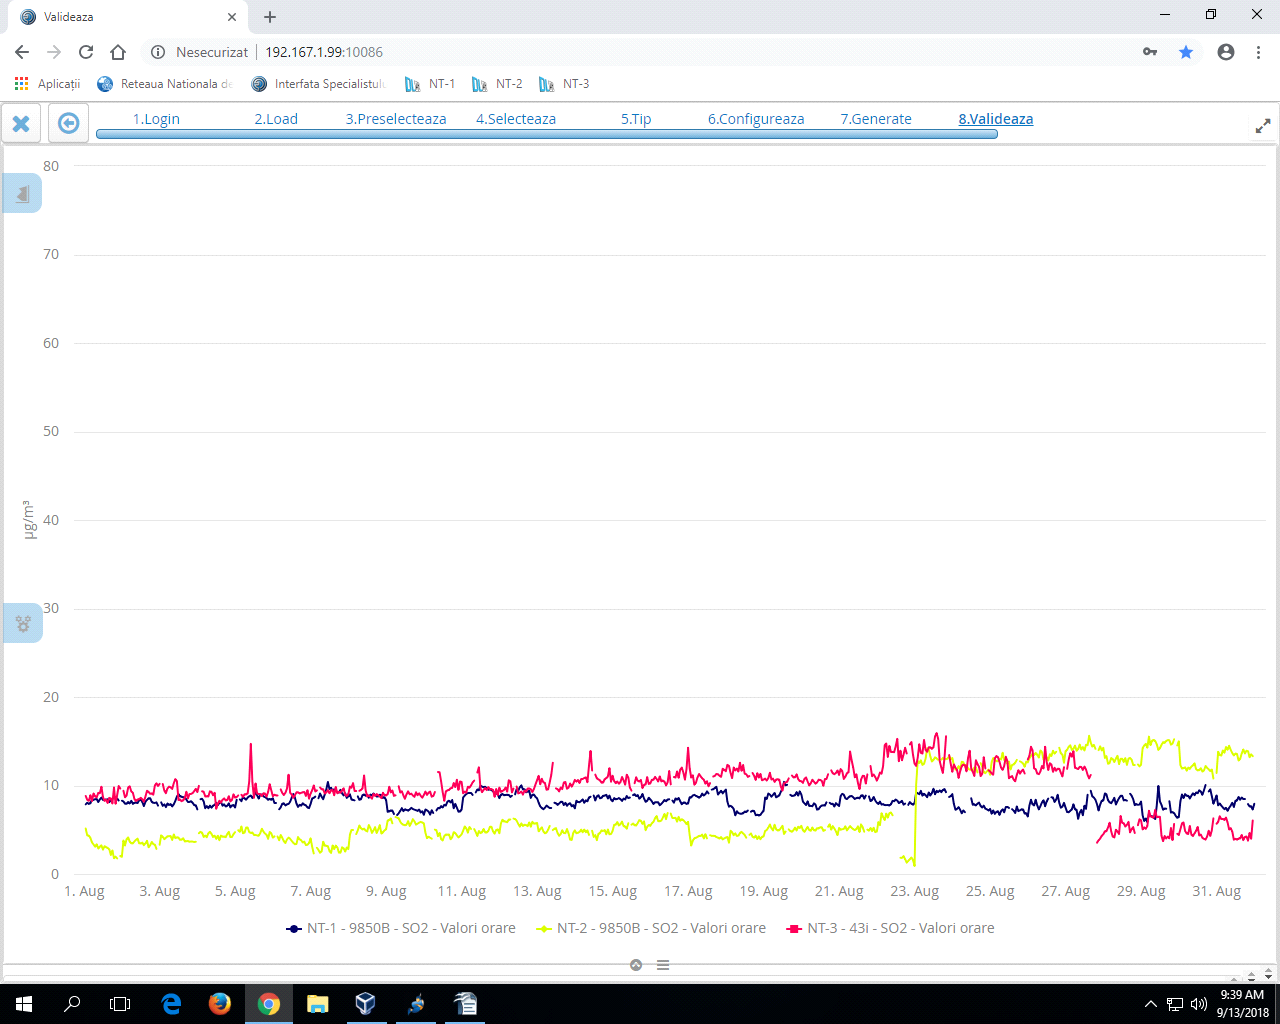 Valideaza
Nesecurizat 192.167.1.99:10086
Aplicații Reteaua Nationala de Interfata Specialistulu NT-1 NT-2 NT-3
1.Login 2.Load 3.Preselecteaza 4.Selecteaza 5.Tip 6.Configureaza 7.Generate 8.Valideaza
80
70
60
50
40
30
20
10
0
µg/m³
1. Aug 3. Aug 5. Aug 7. Aug 9. Aug 11. Aug 13. Aug 15. Aug 17. Aug 19. Aug 21. Aug 23. Aug 25. Aug 27. Aug 29. Aug 31. Aug
NT-1 - 9850B - SO2 - Valori orare NT-2 - 9850B - SO2 - Valori orare NT-3 - 43i - SO2 - Valori orare
9:39 AM
9/13/2018